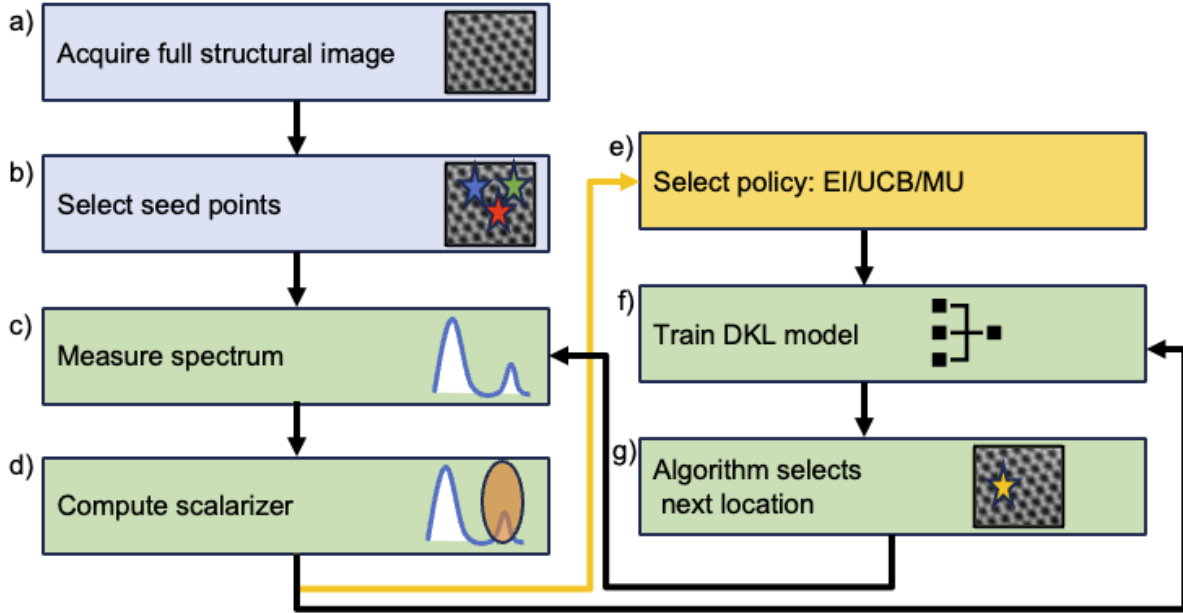 a)
Acquire full structural image
b)
Select seed points
c)
Measure spectrum
d)
Compute scalarizer
e)
Select policy: EI/UCB/MU
f)
Train DKL model
g)
Algorithm selects
next location